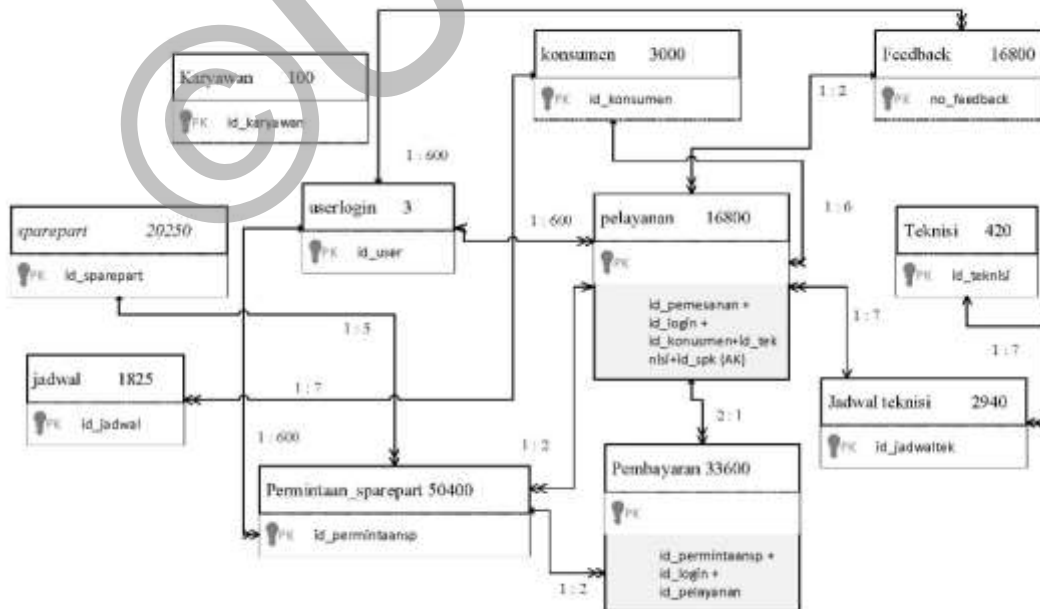 Karyawan 100
PK id_karyawan
konsumen 3000
PK id_konsumen
Feedback 16800
PK no_feedback
1 : 2
1 : 600
userlogin 3
PK id_user
1 : 600
pelayanan 16800
PK
id_pemesanan +
id_login +
id_konusmen+id_tek
nisi+id_spk (AK)
1 : 6
Teknisi 420
PK id_teknisi
sparepart 20250
PK id_sparepart
1 : 5
1 : 7
1 : 7
jadwal 1825
PK id_jadwal
1 : 7
Jadwal teknisi 2940
PK id_jadwaltek
2 : 1
1 : 600
1 : 2
Permintaan_sparepart 50400
PK id_permintaansp
Pembayaran 33600
PK
id_permintaansp +
id_login +
id_pelayanan
1 : 2